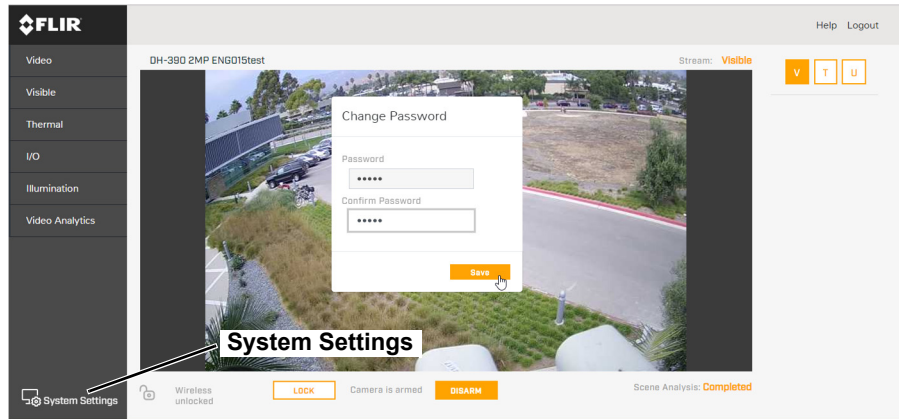 FLIR
Help Logout
Video
Visible
Thermal
I/O
Illumination
Video Analytics
DH-390 2MP ENG015test
Stream: Visible
V T U
Change Password
Password
•••••
Confirm Password
•••••
Save
System Settings
System Settings
Wireless
unlocked
LOCK
Camera is armed
DISARM
Scene Analysis: Completed